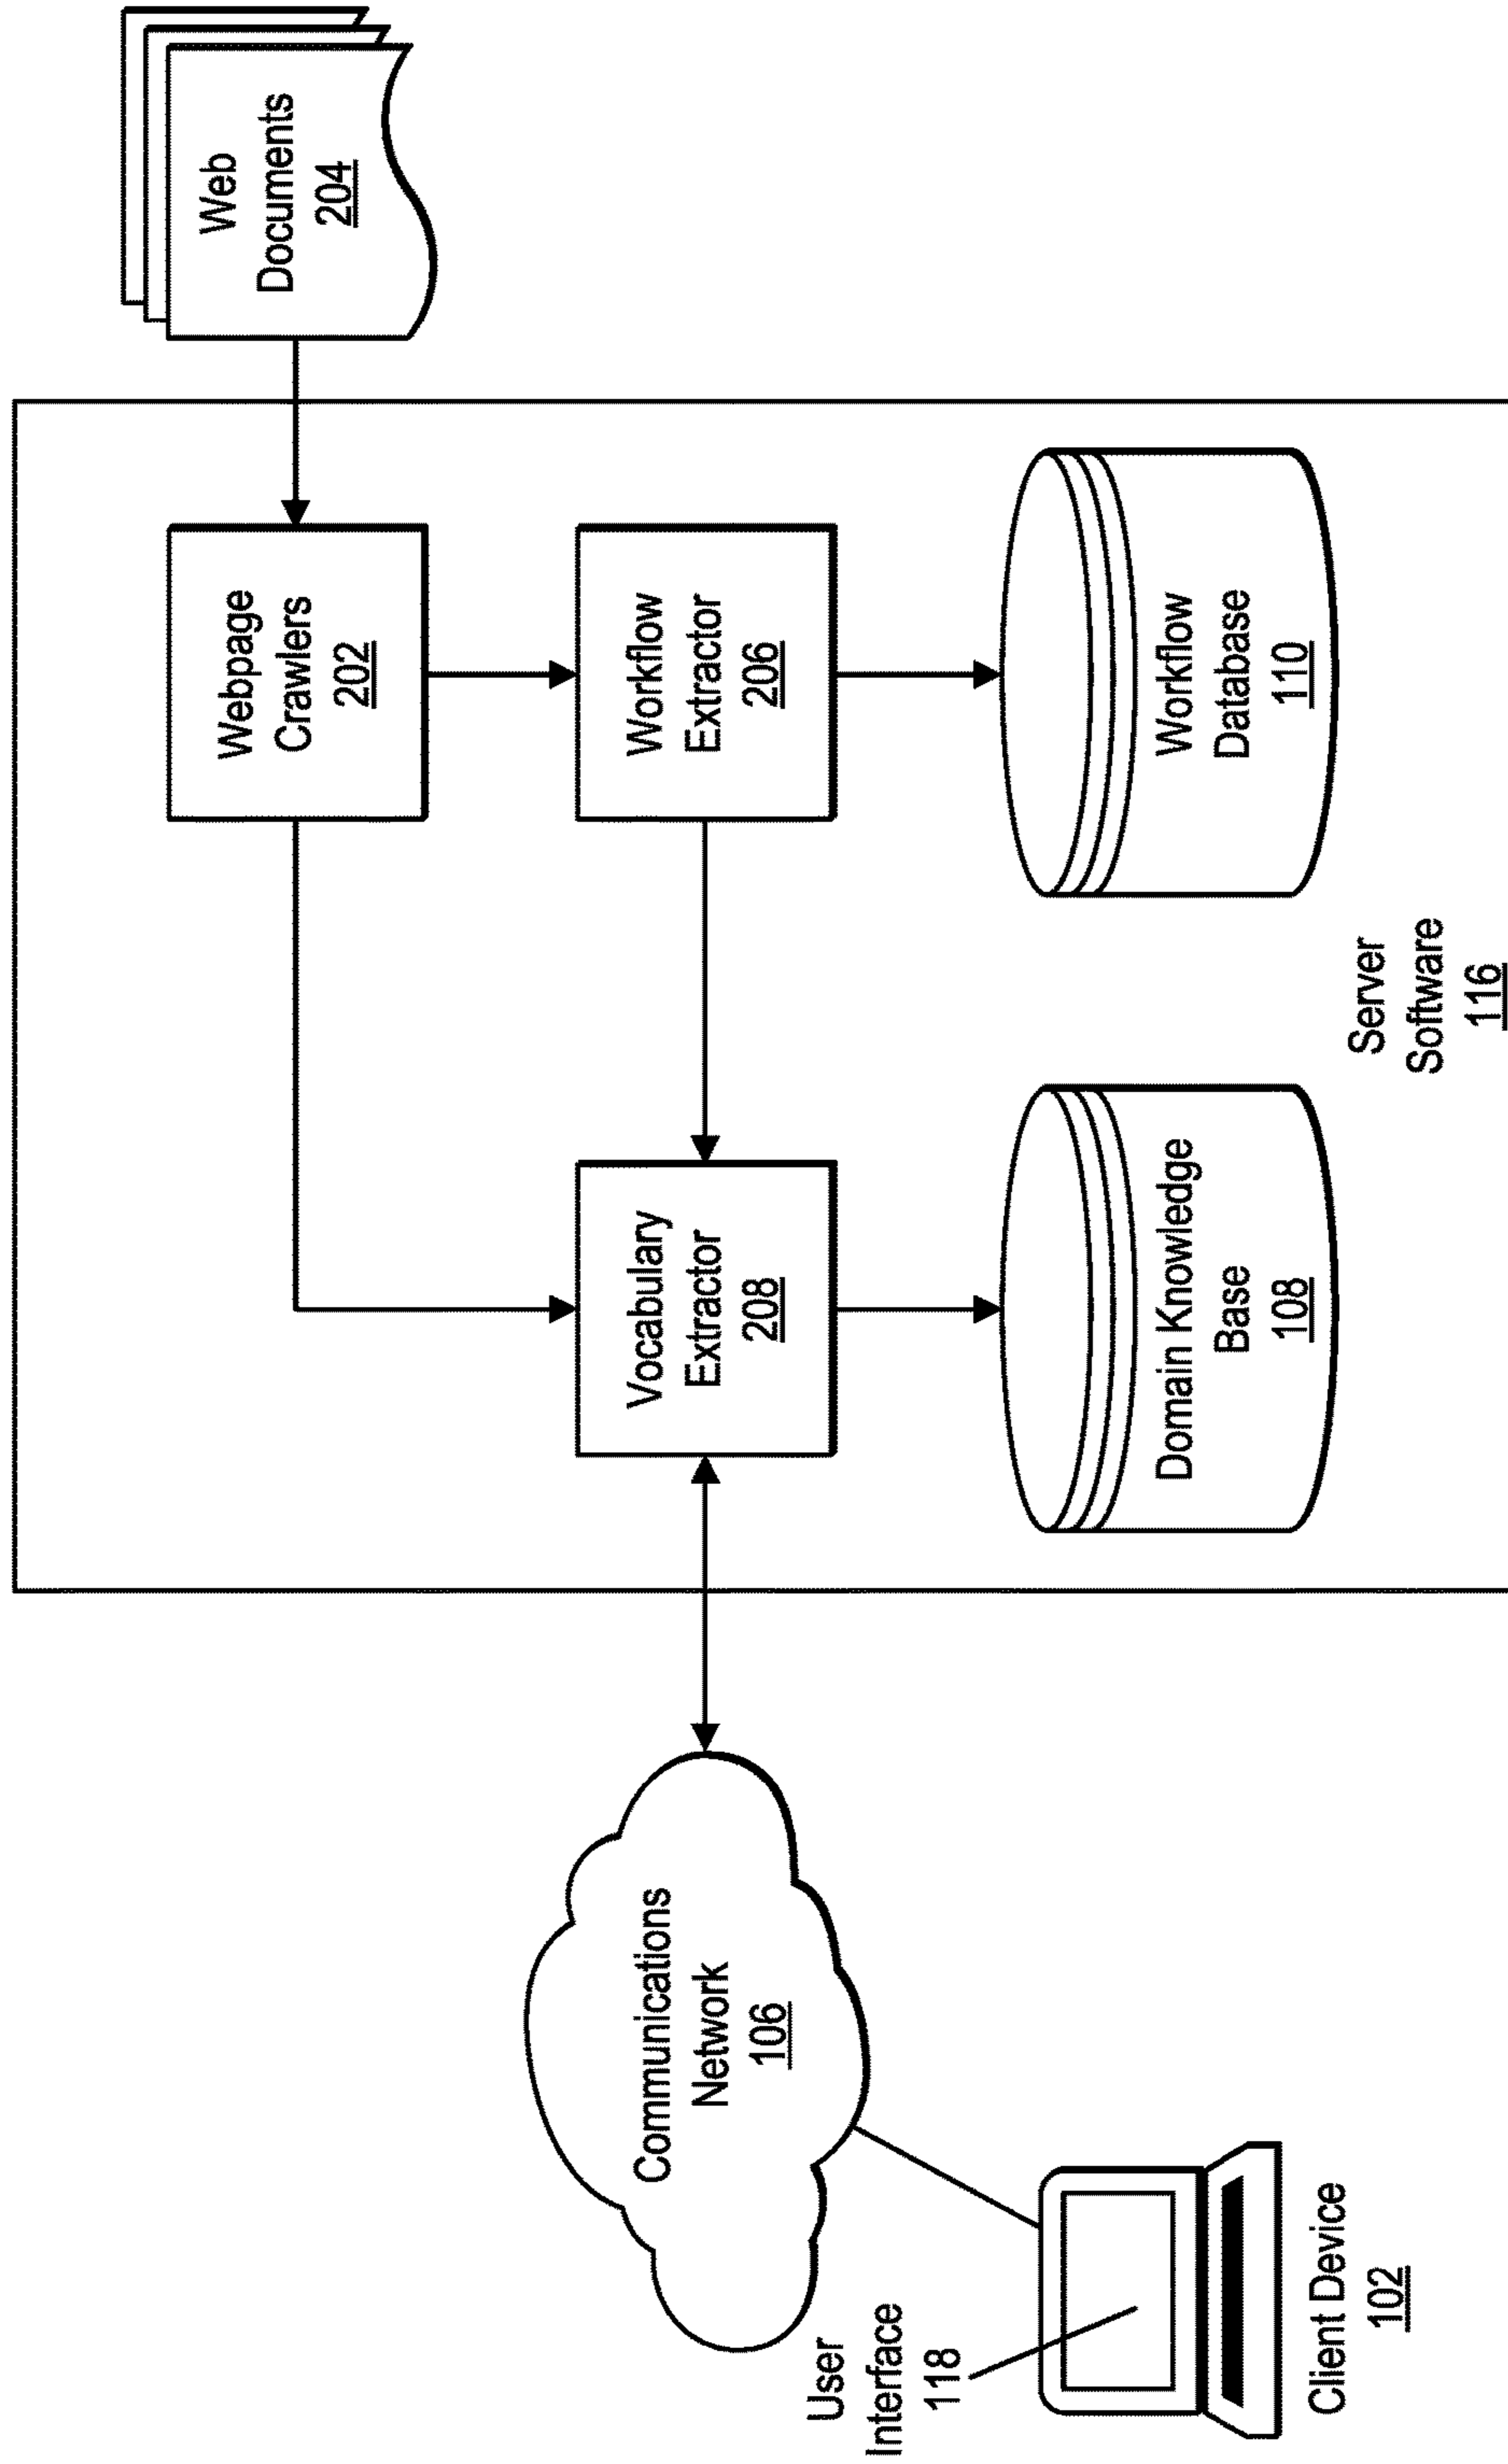 Web
Documents
204
Webpage
Crawlers
202
Workflow
Extractor
206
Vocabulary
Extractor
208
Communications
Network
106
Workflow
Database
110
Domain Knowledge
Base
108
Server
Software
116
User
Interface
118
Client Device
102